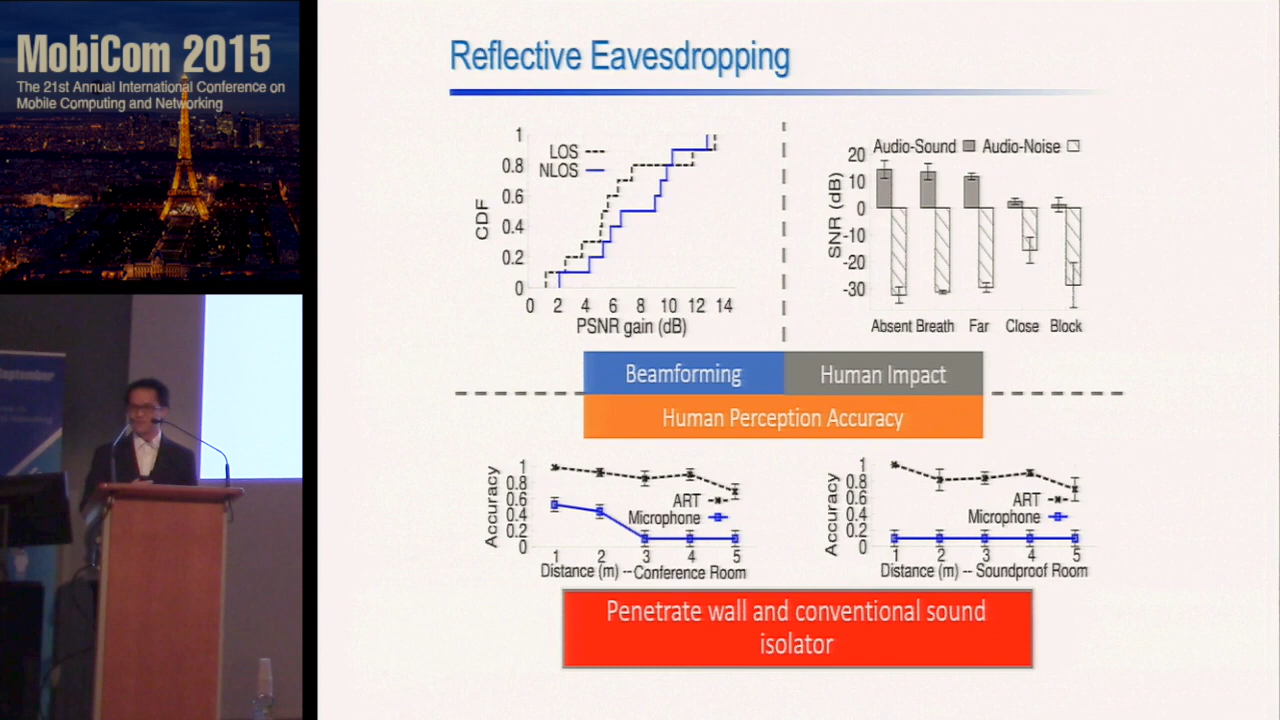 MobiCom 2015
The 21st Annual International Conference on
Mobile Computing and Networking
September
Reflective Eavesdropping
1
0.8
0.6
0.4
0.2
0
CDF
LOS
NLOS
0 2 4 6 8 10 12 14
PSNR gain (dB)
Audio-Sound Audio-Noise
20
10
0
-10
-20
-30
SNR (dB)
Absent Breath Far Close Block
Beamforming
Human Impact
Human Perception Accuracy
1
0.8
0.6
0.4
0.2
0
Accuracy
ART
Microphone
1 2 3 4 5
Distance (m) -- Conference Room
1
0.8
0.6
0.4
0.2
0
Accuracy
ART
Microphone
1 2 3 4 5
Distance (m) -- Soundproof Room
Penetrate wall and conventional sound
isolator